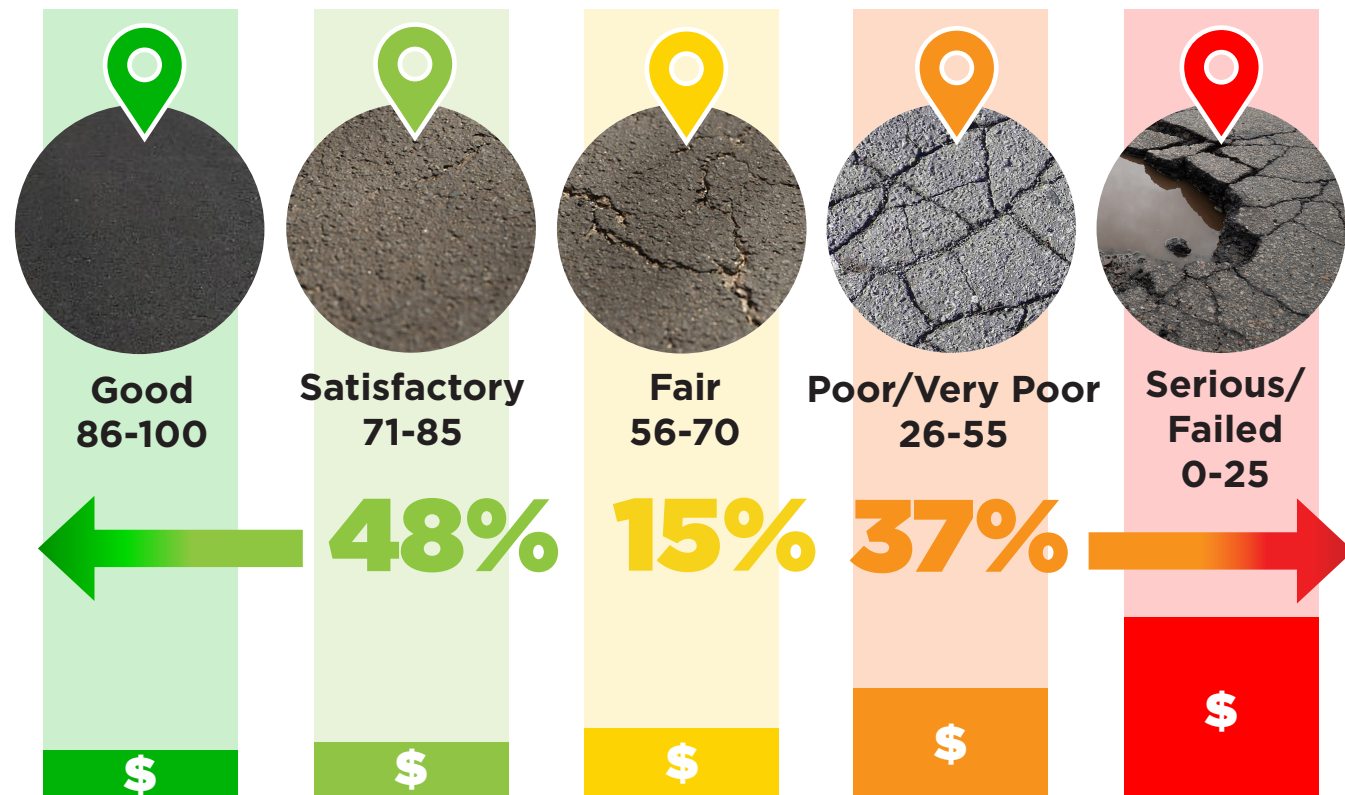 Good
86-100
Satisfactory
71-85
Fair
56-70
Poor/Very Poor
26-55
Serious/
Failed
0-25
48%
15%
37%
$
$
$
$
$